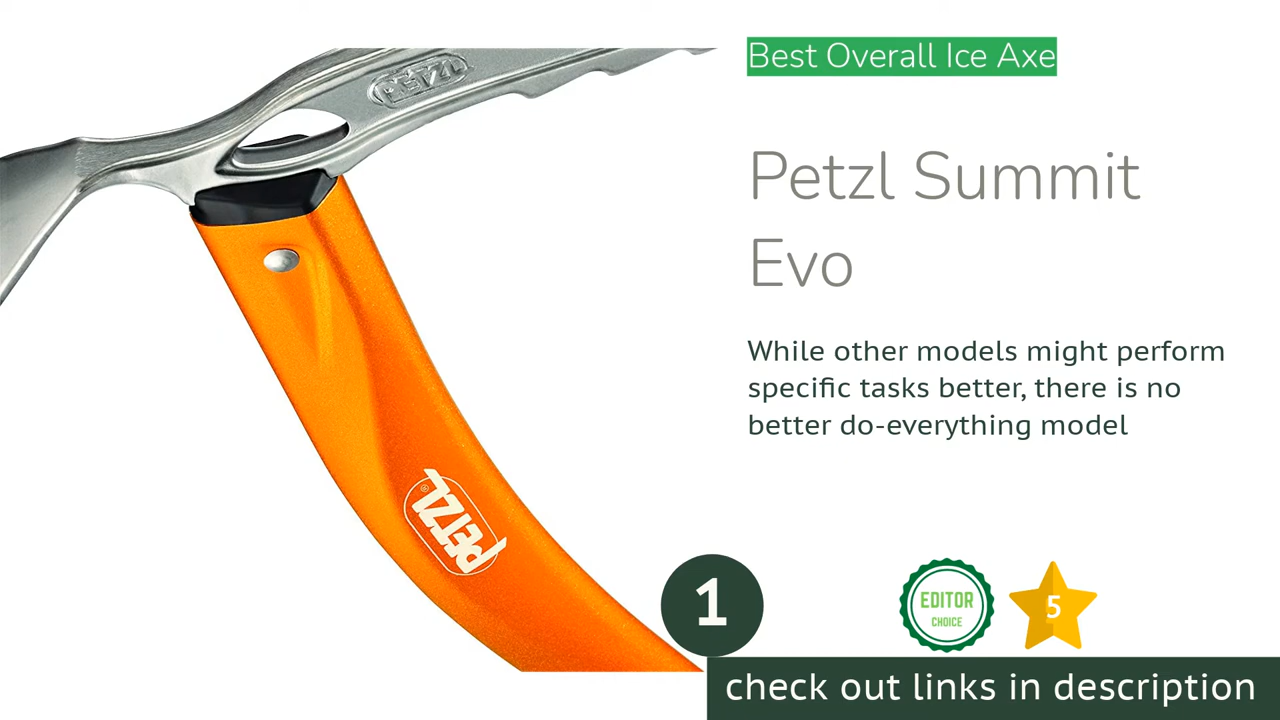 Best Overall Ice Axe
PETZL
Petzl Summit
Evo
While other models might perform
specific tasks better, there is no
better do-everything model
PETZL
®
1
EDITOR
CHOICE
5
check out links in description